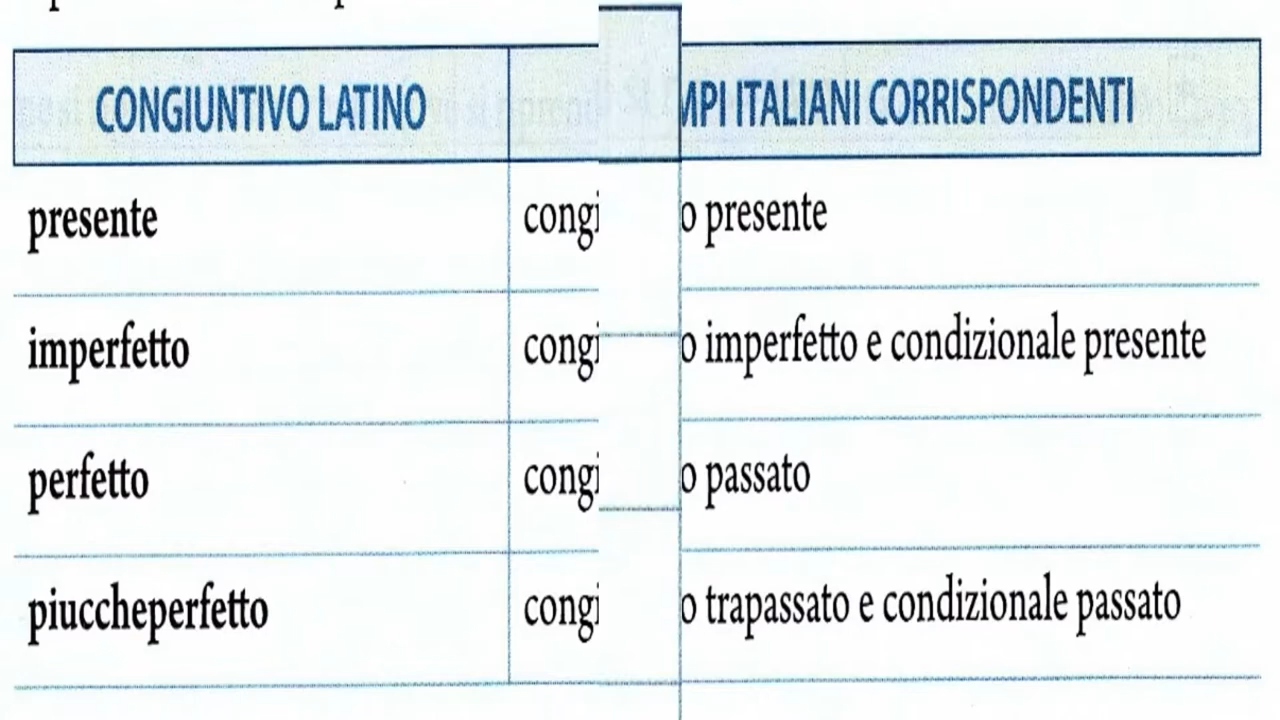 CONGIUNTIVO LATINO MPI ITALIANI CORRISPONDENTI
presente congi o presente
imperfetto congi o imperfetto e condizionale presente
perfetto congi o passato
piuccheperfetto congi o trapassato e condizionale passato